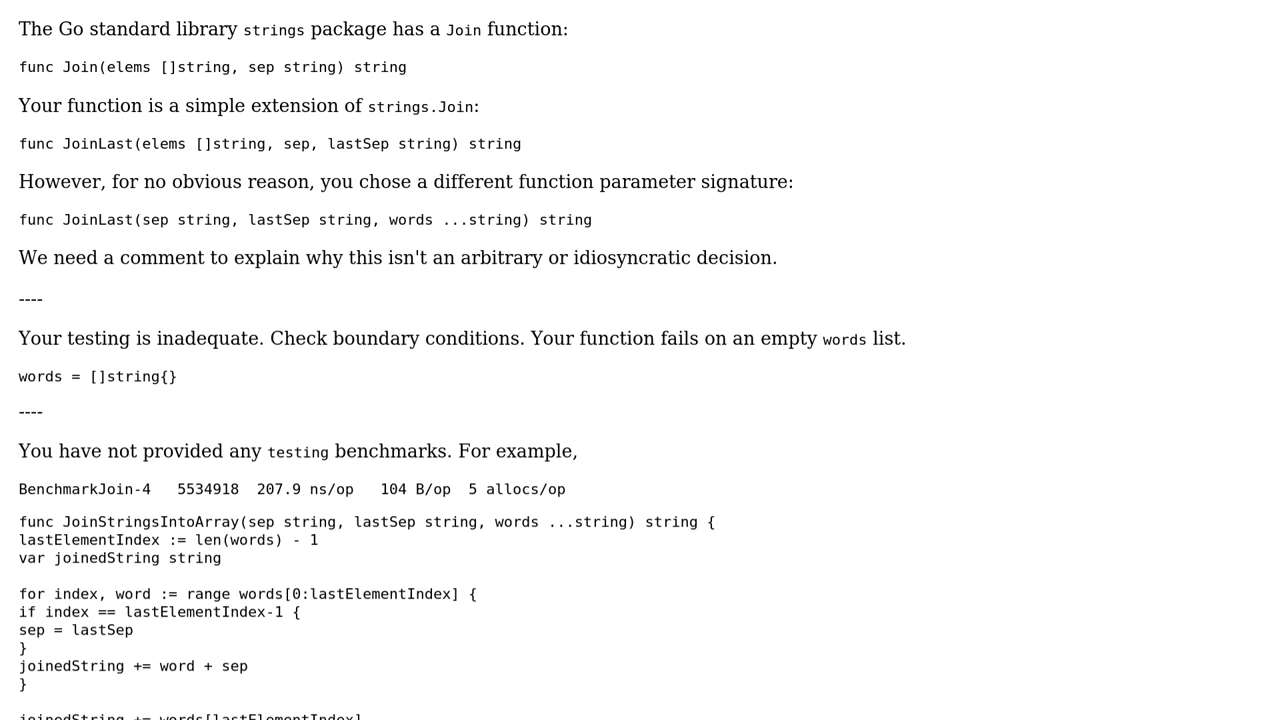 The Go standard library strings package has a Join function:
func Join(elems []string, sep string) string
Your function is a simple extension of strings.Join:
func JoinLast(elems []string, sep, lastSep string) string
However, for no obvious reason, you chose a different function parameter signature:
func JoinLast(sep string, lastSep string, words ...string) string
We need a comment to explain why this isn't an arbitrary or idiosyncratic decision.
----
Your testing is inadequate. Check boundary conditions. Your function fails on an empty words list.
words = []string{}
----
You have not provided any testing benchmarks. For example,
BenchmarkJoin-4   5534918  207.9 ns/op   104 B/op  5 allocs/op
func JoinStringsIntoArray(sep string, lastSep string, words ...string) string {
lastElementIndex := len(words) - 1
var joinedString string
for index, word := range words[0:lastElementIndex] {
if index == lastElementIndex-1 {
sep = lastSep
}
joinedString += word + sep
}
joinedString += words[lastElementIndex]